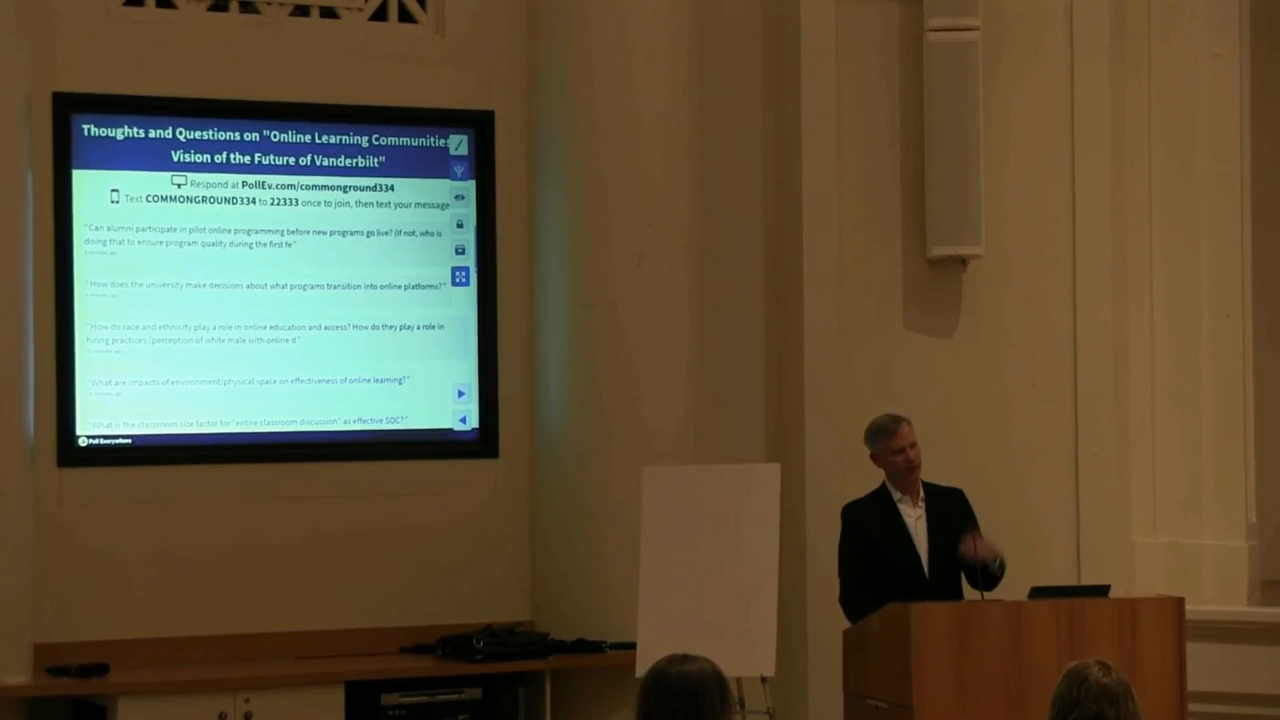 Thoughts and Questions on "Online Learning Communities
Vision of the Future of Vanderbilt"
Respond at PollEv.com/commonground334
Text COMMONGROUND334 to 22333 once to join, then text your message
"Can alumni participate in pilot online programming before new programs go live? (If not, who is
doing that to ensure program quality during the first fe"
"How does the university make decisions about what programs transition into online platforms?"
"How do race and ethnicity play a role in online education and access? How do they play a role in
hiring practices /perception of white male with online d"
"What are impacts of environment/physical space on effectiveness of online learning?"
"What is the classroom size factor for "entire classroom discussion" as effective SOC?"
Poll Everywhere